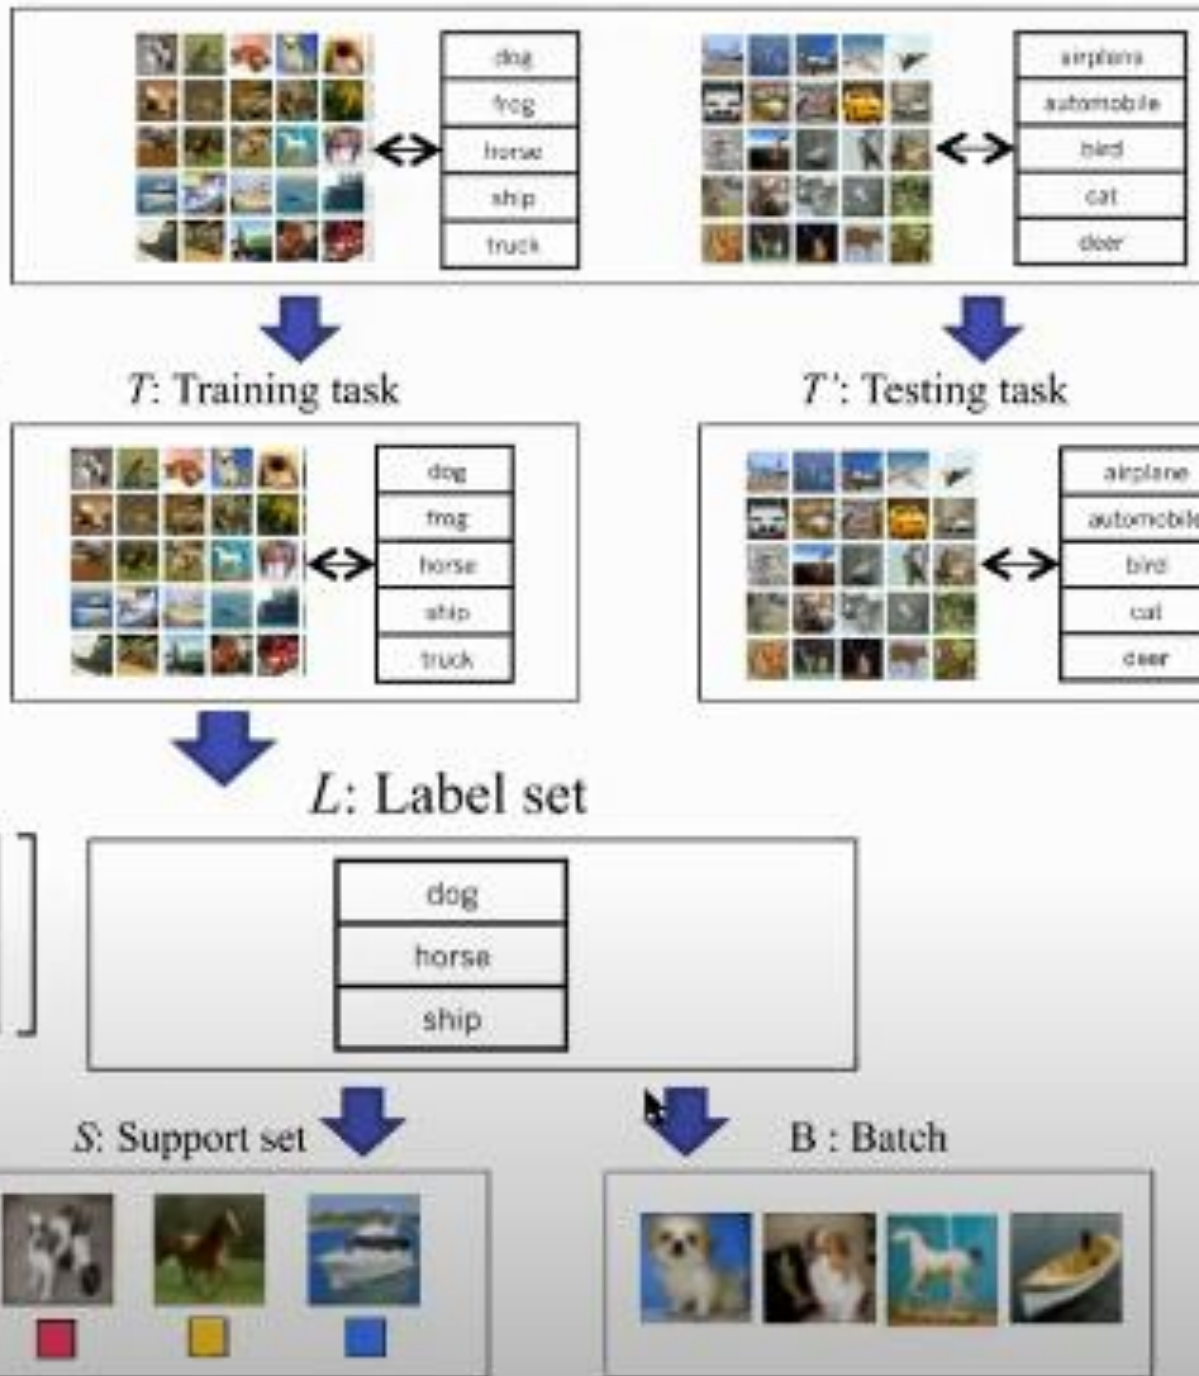 dog
frog
horse
ship
truck
airplane
automobile
bird
cat
deer
T: Training task
T': Testing task
dog
frog
horse
ship
truck
airplane
automobile
bird
cat
deer
L: Label set
dog
horse
ship
S: Support set
B : Batch